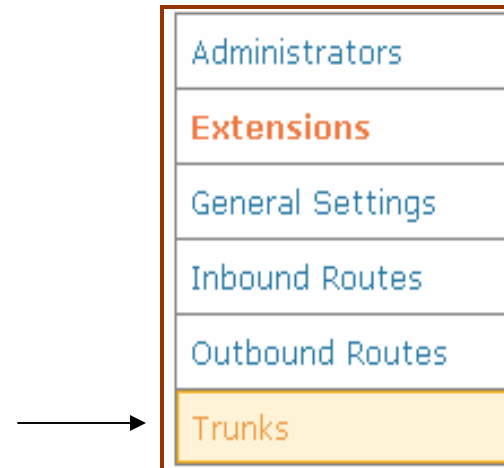 Administrators
Extensions
General Settings
Inbound Routes
Outbound Routes
Trunks